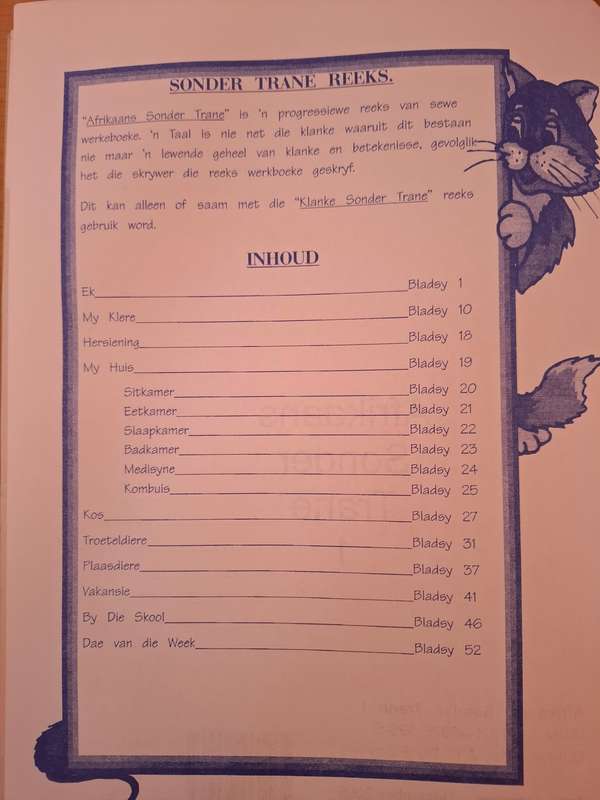 SONDER TRANE REEKS.
"Afrikaans Sonder Trane" is 'n progressiewe reeks van sewe
werkeboeke. 'n Taal is nie net die klanke waaruit dit bestaan
nie maar 'n lewende geheel van klanke en betekenisse, gevolglik
het die skrywer die reeks werkboeke geskryf.
Dit kan alleen of saam met die "Klanke Sonder Trane" reeks
gebruik word.
INHOUD
Ek Bladsy 1
My Klere Bladsy 10
Hersiening Bladsy 18
My Huis Bladsy 19
Sitkamer Bladsy 20
Eetkamer Bladsy 21
Slaapkamer Bladsy 22
Badkamer Bladsy 23
Medisyne Bladsy 24
Kombuis Bladsy 25
Kos Bladsy 27
Troeteldiere Bladsy 31
Plaasdiere Bladsy 37
Vakansie Bladsy 41
By Die Skool Bladsy 46
Dae van die Week Bladsy 52